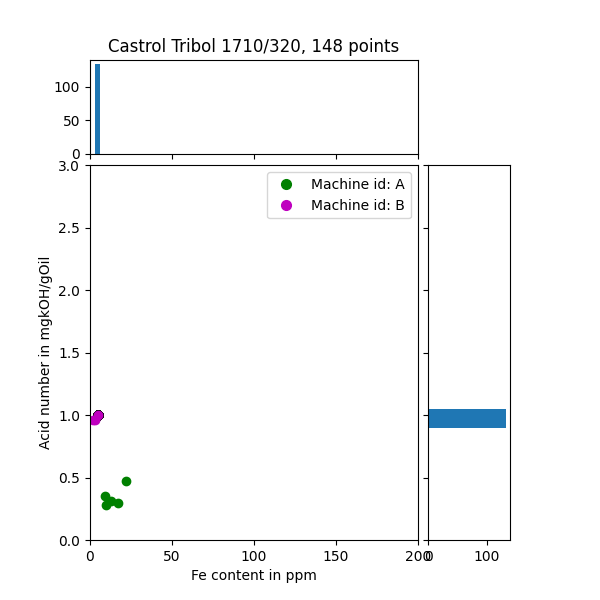 Castrol Tribol 1710/320, 148 points
100
50
0
3.0
2.5
2.0
1.5
1.0
0.5
0.0
Acid number in mgkOH/gOil
Machine id: A
Machine id: B
0 50 100 150 200
Fe content in ppm
0 100